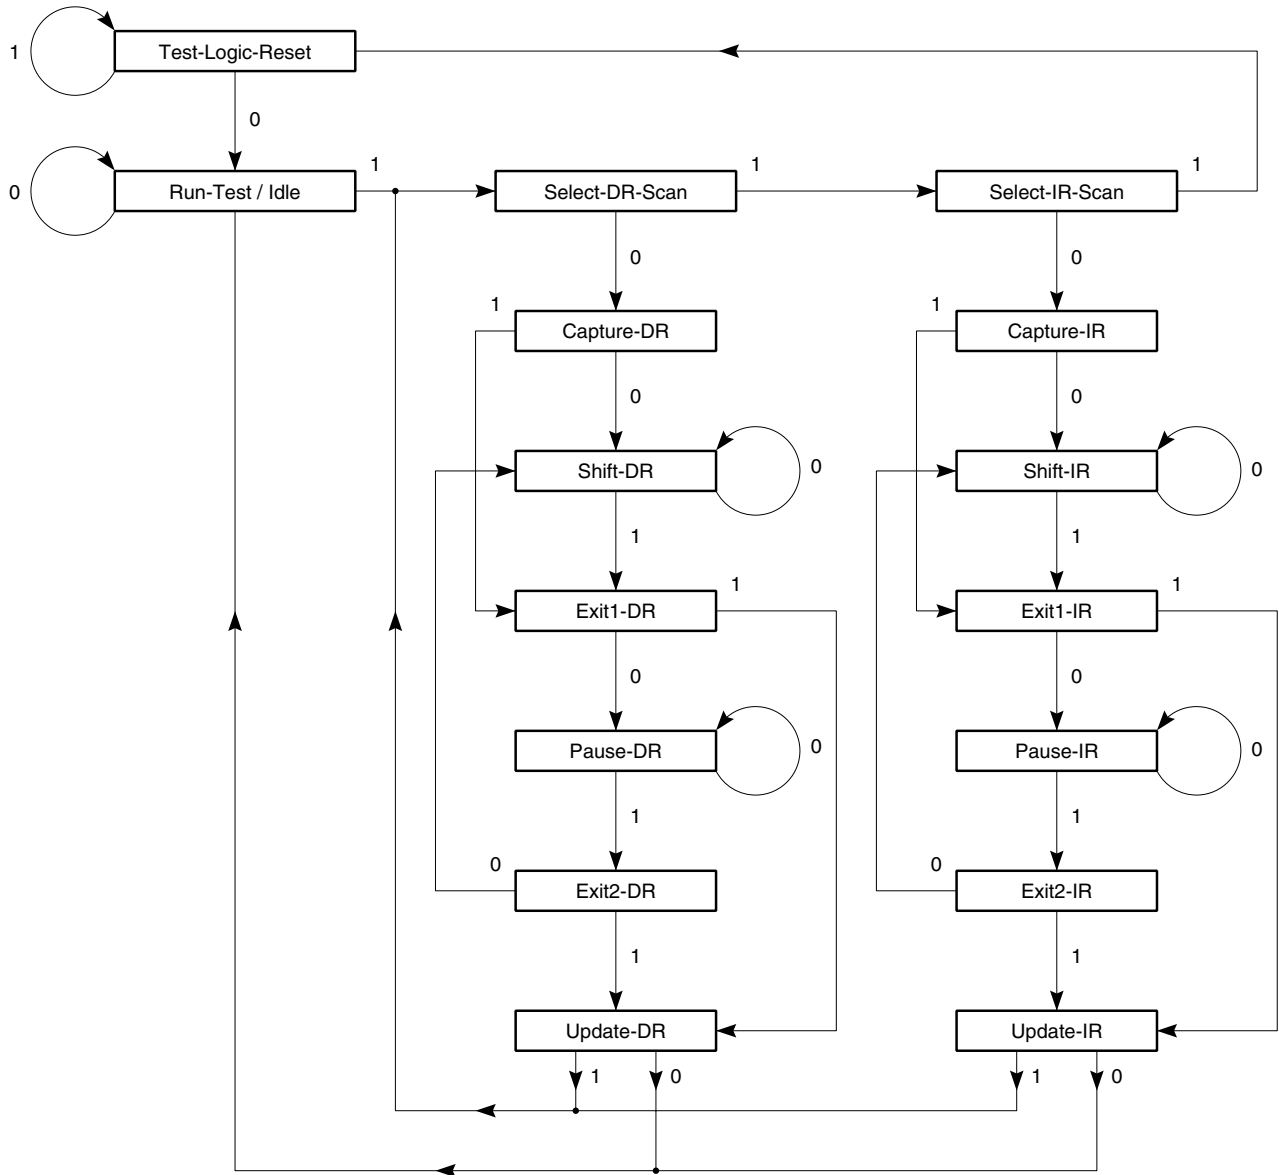 1
Test-Logic-Reset
0
0
Run-Test / Idle
1
Select-DR-Scan
1
Select-IR-Scan
1
0
0
1
Capture-DR
1
Capture-IR
0
0
Shift-DR
0
Shift-IR
0
1
1
Exit1-DR
1
Exit1-IR
1
0
0
Pause-DR
0
Pause-IR
0
1
1
0
Exit2-DR
0
Exit2-IR
1
1
Update-DR
Update-IR
1
0
1
0